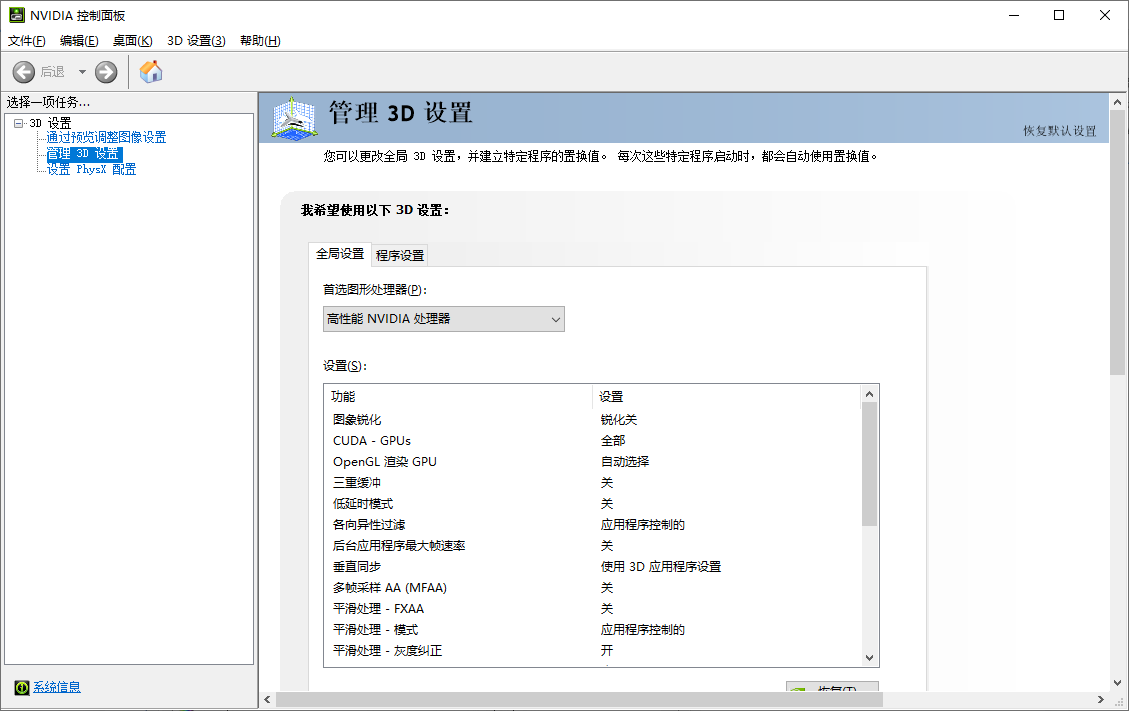 NVIDIA 控制面板
文件(F) 编辑(E) 桌面(K) 3D 设置(3) 帮助(H)
后退
选择一项任务...
3D 设置
通过预览调整图像设置
管理 3D 设置
设置 PhysX 配置
系统信息
管理 3D 设置
恢复默认设置
您可以更改全局 3D 设置，并建立特定程序的置换值。 每次这些特定程序启动时，都会自动使用置换值。
我希望使用以下 3D 设置：
全局设置 程序设置
首选图形处理器(P)：
高性能 NVIDIA 处理器
设置(S)：
功能 设置
图象锐化 锐化关
CUDA - GPUs 全部
OpenGL 渲染 GPU 自动选择
三重缓冲 关
低延时模式 关
各向异性过滤 应用程序控制的
后台应用程序最大帧速率 关
垂直同步 使用 3D 应用程序设置
多帧采样 AA (MFAA) 关
平滑处理 - FXAA 关
平滑处理 - 模式 应用程序控制的
平滑处理 - 灰度纠正 开
恢复(T)